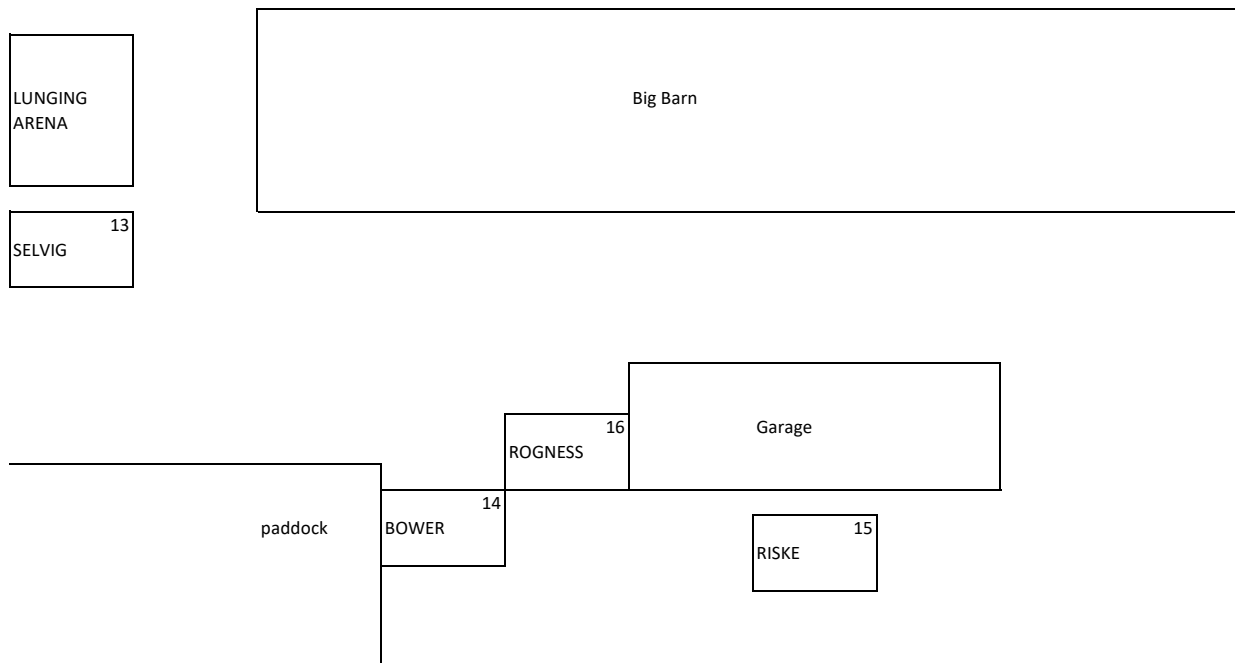 LUNGING
ARENA
Big Barn
13
SELVIG
16
ROGNESS
Garage
14
paddock
BOWER
15
RISKE